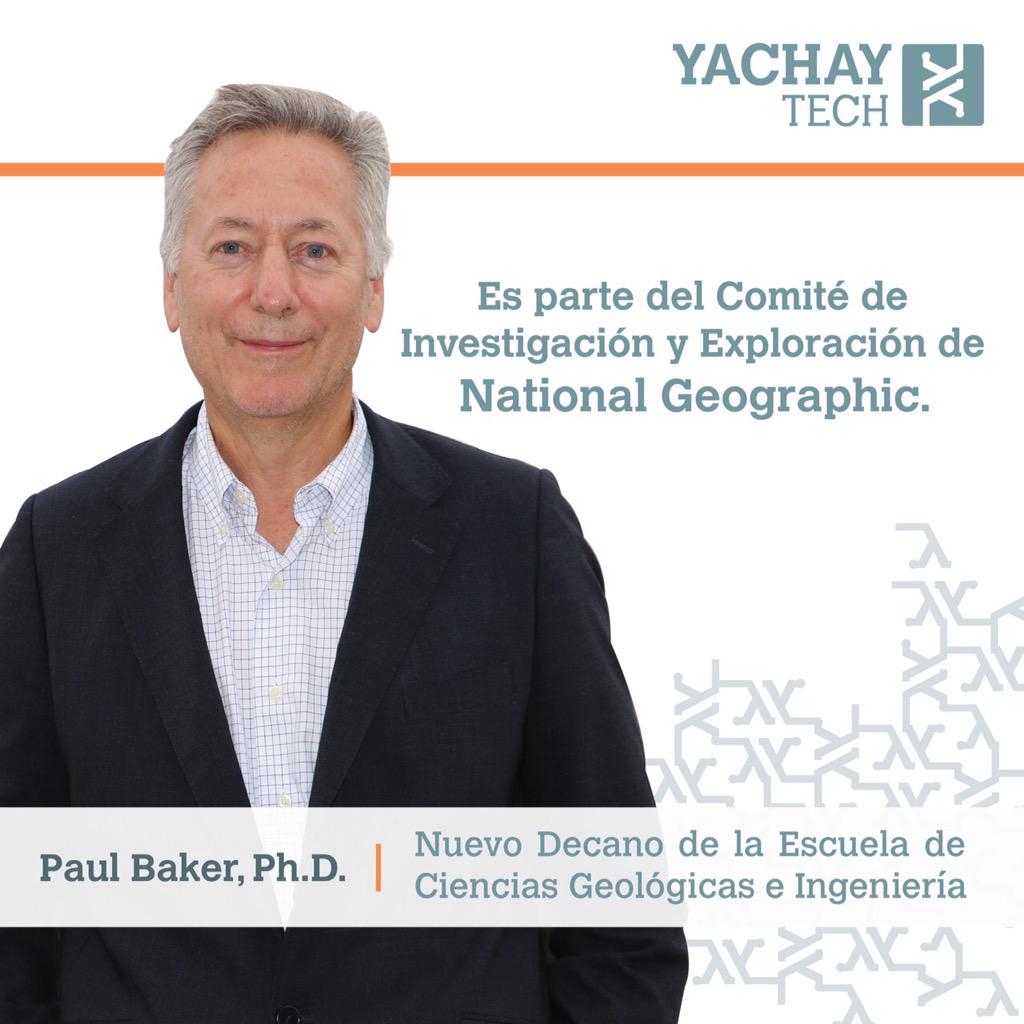 YACHAY
TECH
Es parte del Comité de
Investigación y Exploración de
National Geographic.
Paul Baker, Ph.D.
Nuevo Decano de la Escuela de
Ciencias Geológicas e Ingeniería